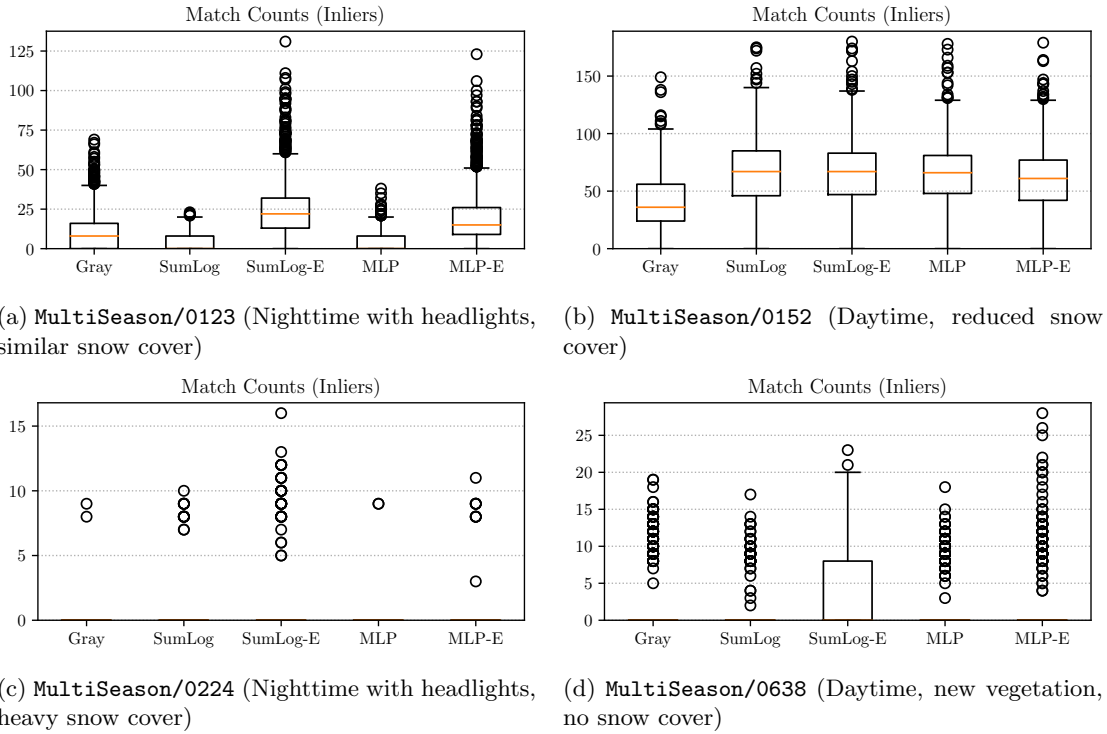 Match Counts (Inliers)
125
100
75
50
25
0
Gray SumLog SumLog-E MLP MLP-E
(a) MultiSeason/0123 (Nighttime with headlights,
similar snow cover)
Match Counts (Inliers)
150
100
50
0
Gray SumLog SumLog-E MLP MLP-E
(b) MultiSeason/0152 (Daytime, reduced snow
cover)
Match Counts (Inliers)
15
10
5
0
Gray SumLog SumLog-E MLP MLP-E
(c) MultiSeason/0224 (Nighttime with headlights,
heavy snow cover)
Match Counts (Inliers)
25
20
15
10
5
0
Gray SumLog SumLog-E MLP MLP-E
(d) MultiSeason/0638 (Daytime, new vegetation,
no snow cover)